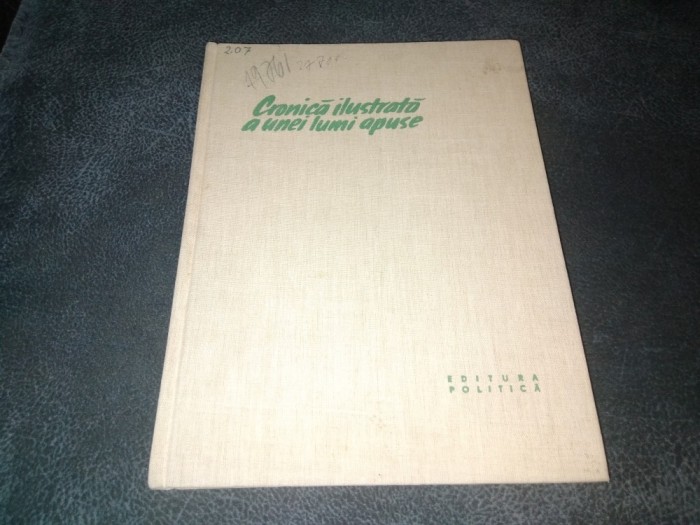 207
Cronică ilustrată
a unei lumi apuse
EDITURA
POLITICĂ